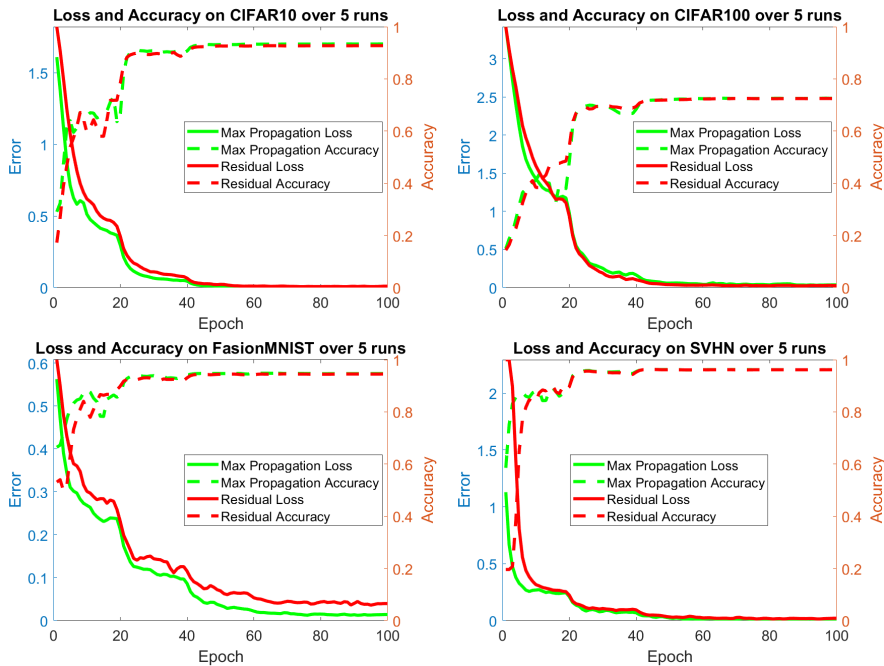 Loss and Accuracy on CIFAR10 over 5 runs
1.5
1
0.5
0
Error
1
0.8
0.6
0.4
0.2
0
Accuracy
Max Propagation Loss
Max Propagation Accuracy
Residual Loss
Residual Accuracy
0 20 40 60 80 100
Epoch
Loss and Accuracy on CIFAR100 over 5 runs
3
2.5
2
1.5
1
0.5
0
Error
1
0.8
0.6
0.4
0.2
0
Accuracy
Max Propagation Loss
Max Propagation Accuracy
Residual Loss
Residual Accuracy
0 20 40 60 80 100
Epoch
Loss and Accuracy on FasionMNIST over 5 runs
0.6
0.5
0.4
0.3
0.2
0.1
0
Error
1
0.8
0.6
0.4
0.2
0
Accuracy
Max Propagation Loss
Max Propagation Accuracy
Residual Loss
Residual Accuracy
0 20 40 60 80 100
Epoch
Loss and Accuracy on SVHN over 5 runs
2
1.5
1
0.5
0
Error
1
0.8
0.6
0.4
0.2
0
Accuracy
Max Propagation Loss
Max Propagation Accuracy
Residual Loss
Residual Accuracy
0 20 40 60 80 100
Epoch